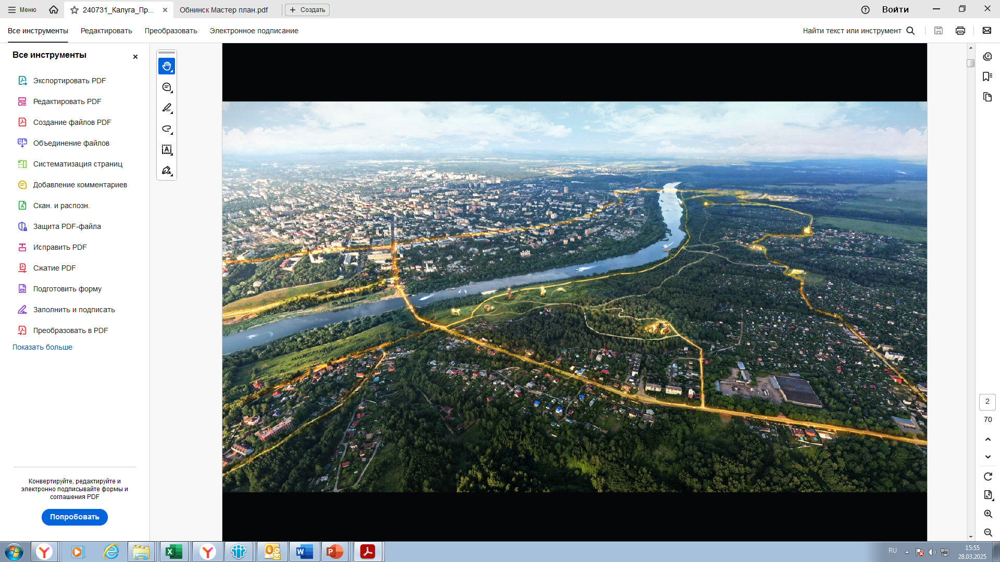 Меню
240731_Калуга_Пр...
Обнинск Мастер план.pdf
Создать
Войти
Все инструменты
Редактировать
Преобразовать
Электронное подписание
Найти текст или инструмент
Все инструменты
Экспортировать PDF
Редактировать PDF
Создание файлов PDF
Объединение файлов
Систематизация страниц
Добавление комментариев
Скан. и распозн.
Защита PDF-файла
Исправить PDF
Сжатие PDF
Подготовить форму
Заполнить и подписать
Преобразовать в PDF
Показать больше
Конвертируйте, редактируйте и
электронно подписывайте формы и
соглашения PDF
Попробовать
2
70
RU
15:55
28.03.2025